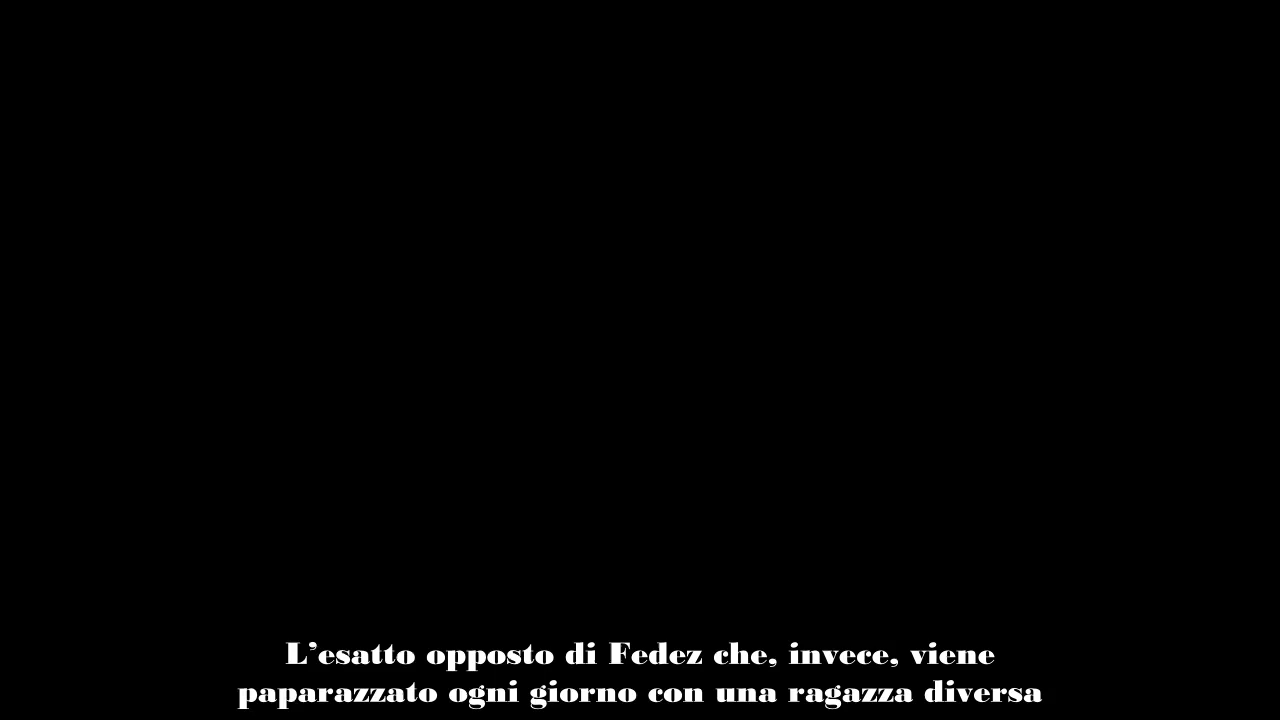 L’esatto opposto di Fedez che, invece, viene
paparazzato ogni giorno con una ragazza diversa